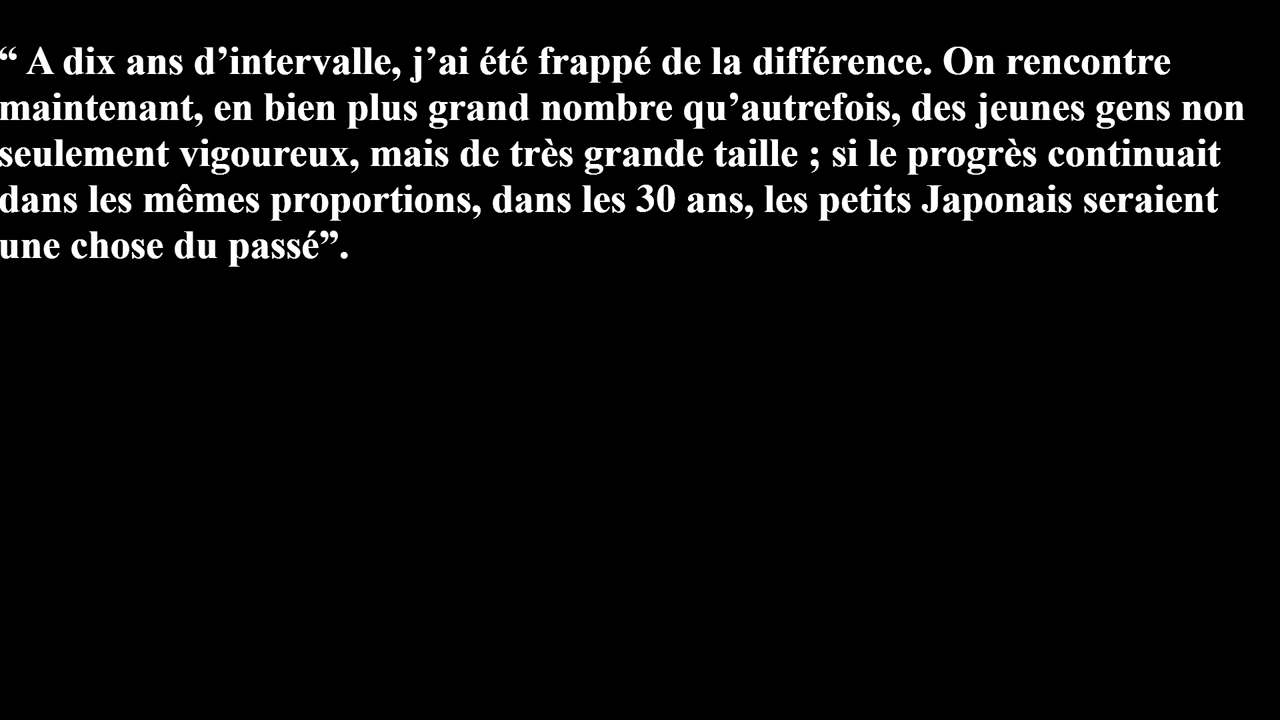 “ A dix ans d’intervalle, j’ai été frappé de la différence. On rencontre
maintenant, en bien plus grand nombre qu’autrefois, des jeunes gens non
seulement vigoureux, mais de très grande taille ; si le progrès continuait
dans les mêmes proportions, dans les 30 ans, les petits Japonais seraient
une chose du passé”.